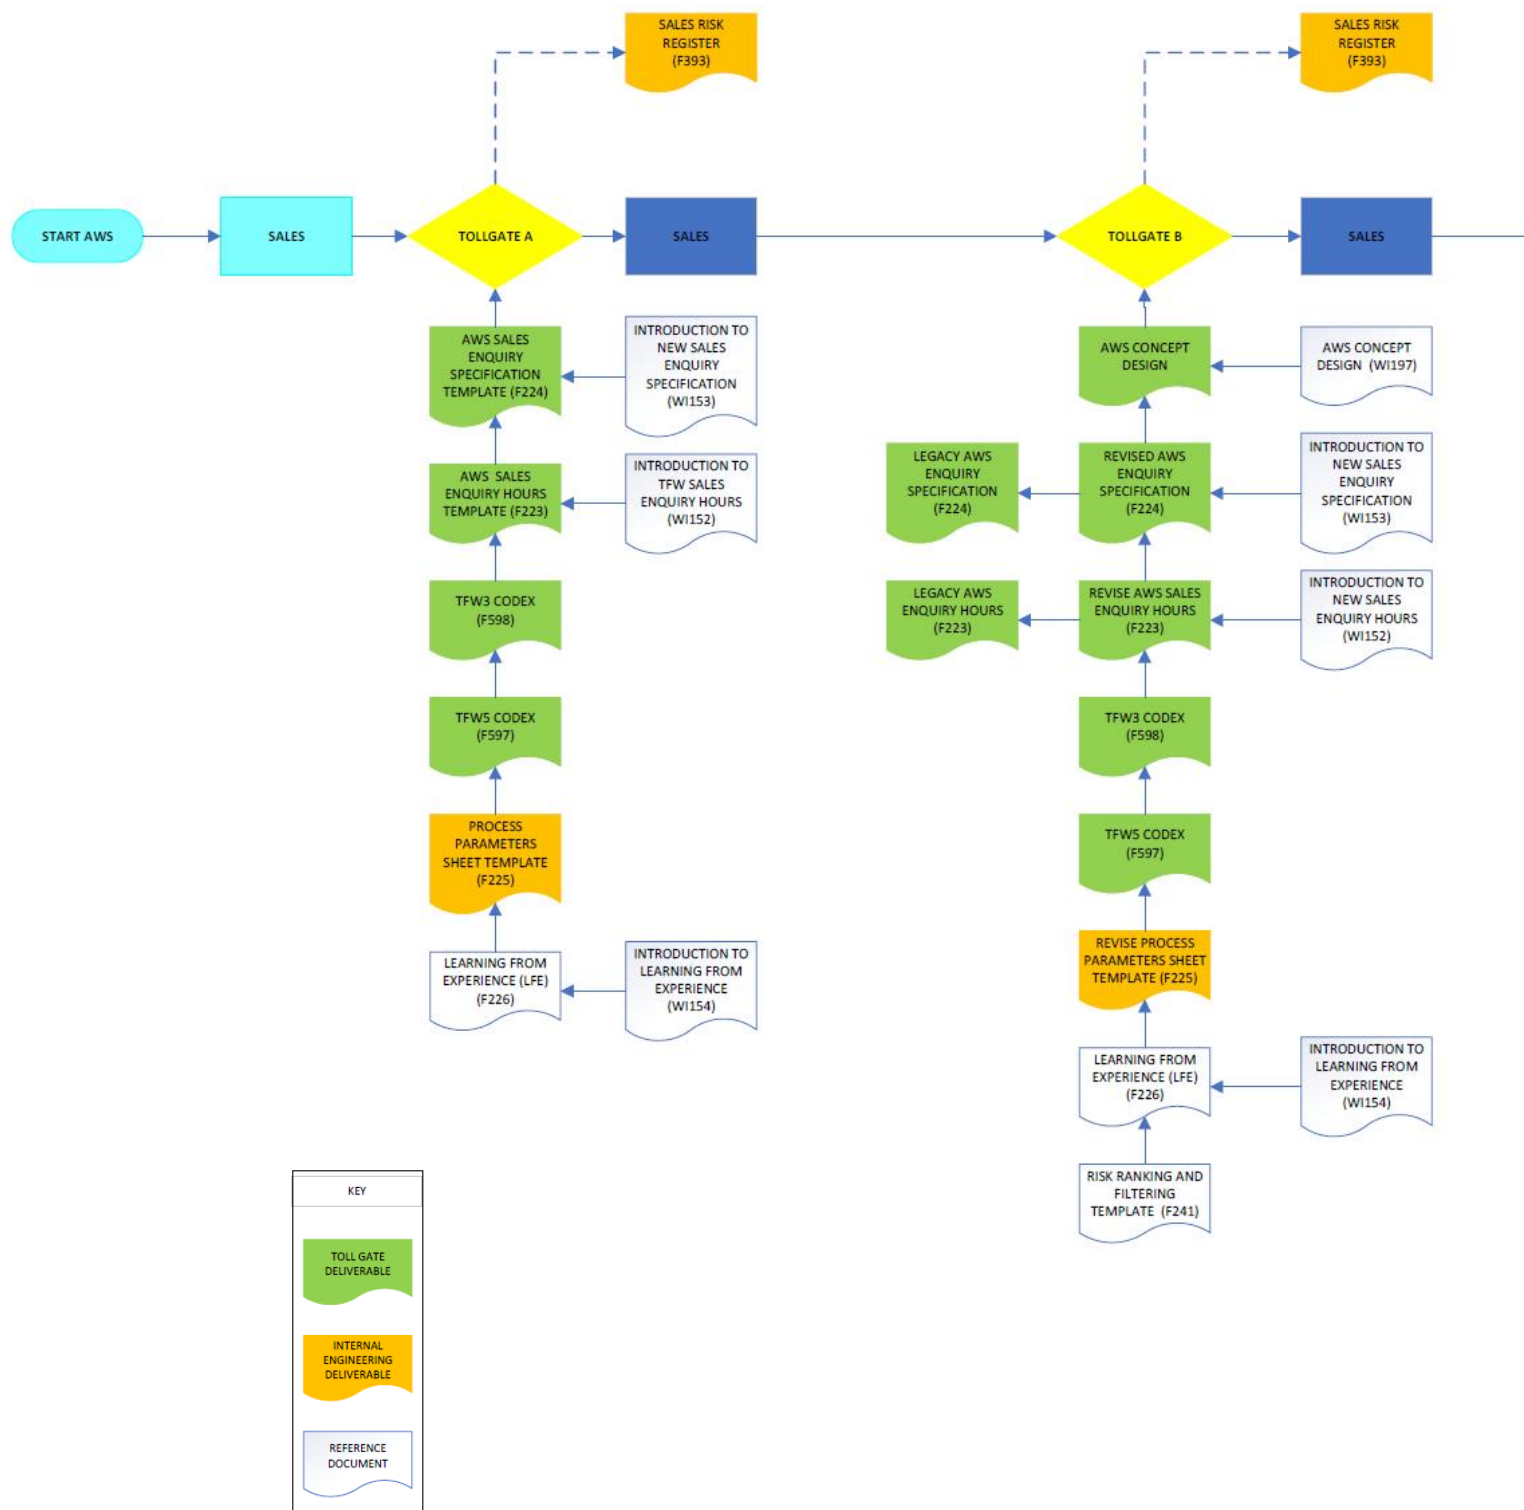 SALES RISK
REGISTER
(F393)
SALES RISK
REGISTER
(F393)
START AWS
SALES
TOLLGATE A
SALES
TOLLGATE B
SALES
AWS SALES
ENQUIRY
SPECIFICATION
TEMPLATE (F224)
INTRODUCTION TO
NEW SALES
ENQUIRY
SPECIFICATION
(WI153)
AWS SALES
ENQUIRY HOURS
TEMPLATE (F223)
INTRODUCTION TO
TFW SALES
ENQUIRY HOURS
(WI152)
TFW3 CODEX
(F598)
TFW5 CODEX
(F597)
PROCESS
PARAMETERS
SHEET TEMPLATE
(F225)
LEARNING FROM
EXPERIENCE (LFE)
(F226)
INTRODUCTION TO
LEARNING FROM
EXPERIENCE
(WI154)
AWS CONCEPT
DESIGN
AWS CONCEPT
DESIGN (WI197)
LEGACY AWS
ENQUIRY
SPECIFICATION
(F224)
REVISED AWS
ENQUIRY
SPECIFICATION
(F224)
INTRODUCTION TO
NEW SALES
ENQUIRY
SPECIFICATION
(WI153)
LEGACY AWS
ENQUIRY HOURS
(F223)
REVISE AWS SALES
ENQUIRY HOURS
(F223)
INTRODUCTION TO
NEW SALES
ENQUIRY HOURS
(WI152)
TFW3 CODEX
(F598)
TFW5 CODEX
(F597)
REVISE PROCESS
PARAMETERS SHEET
TEMPLATE (F225)
LEARNING FROM
EXPERIENCE (LFE)
(F226)
INTRODUCTION TO
LEARNING FROM
EXPERIENCE
(WI154)
RISK RANKING AND
FILTERING
TEMPLATE (F241)
KEY
TOLL GATE
DELIVERABLE
INTERNAL
ENGINEERING
DELIVERABLE
REFERENCE
DOCUMENT